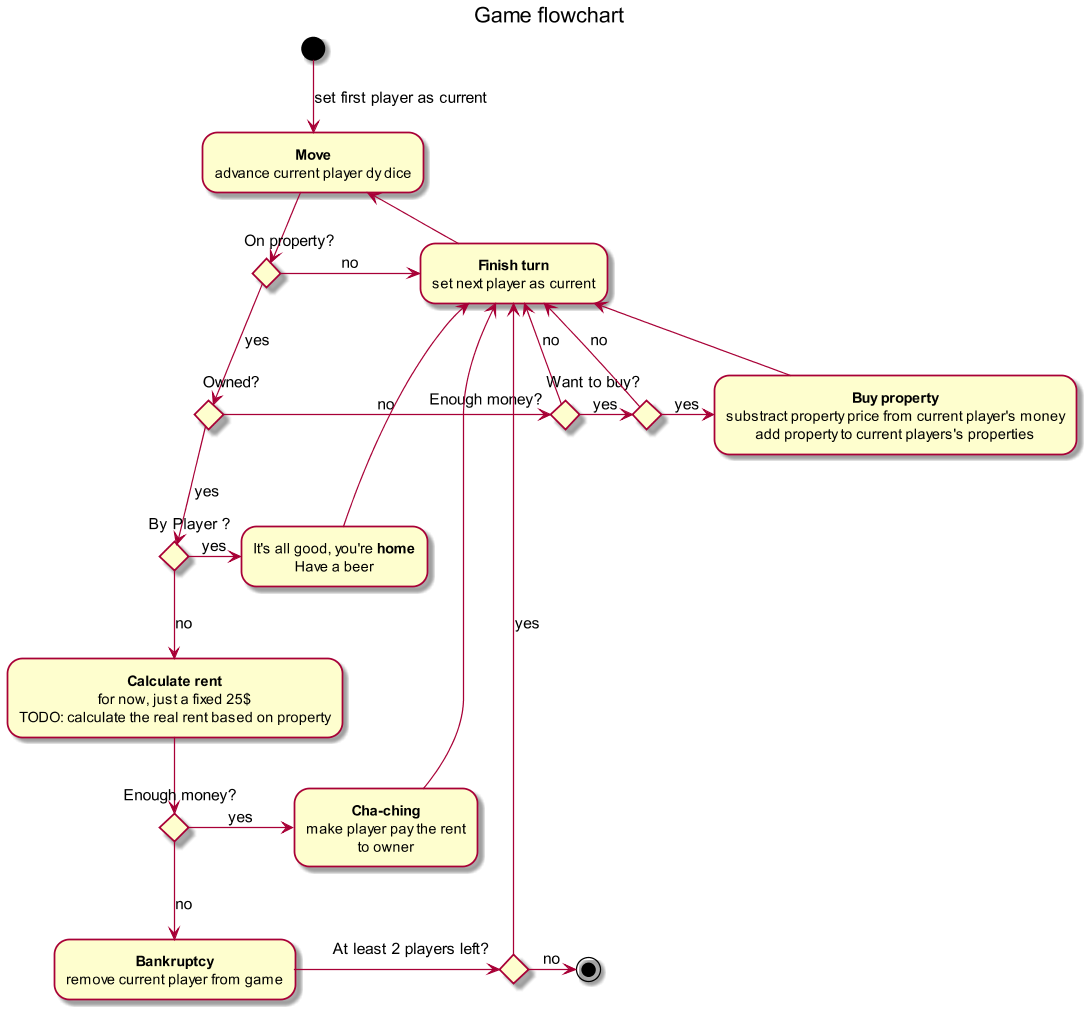 Game flowchart
set first player as current
Move
advance current player dy dice
On property?
no
Finish turn
set next player as current
yes
no
no
Owned?
Want to buy?
Enough money?
no
yes
yes
Buy property
substract property price from current player's money
add property to current players's properties
yes
By Player ?
yes
It's all good, you're home
Have a beer
no
yes
Calculate rent
for now, just a fixed 25$
TODO: calculate the real rent based on property
Enough money?
yes
Cha-ching
make player pay the rent
to owner
no
At least 2 players left?
no
Bankruptcy
remove current player from game